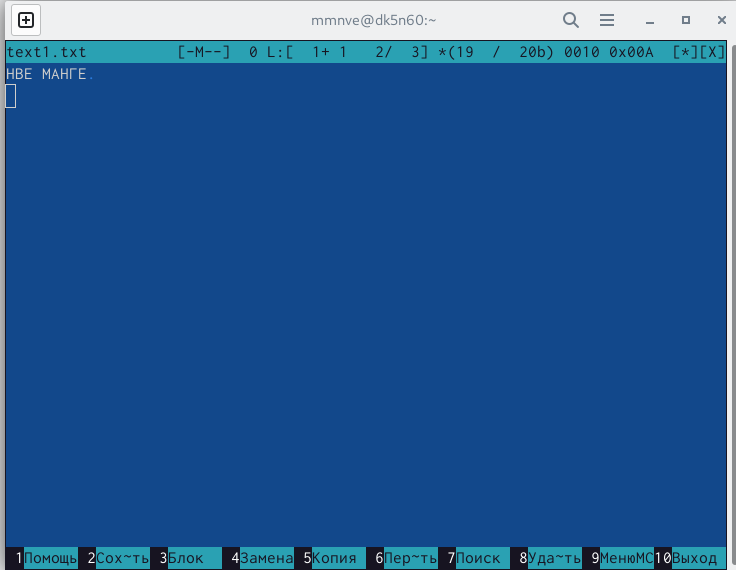 mmnve@dk5n60:~
text1.txt [-M--] 0 L:[ 1+ 1 2/ 3] *(19 / 20b) 0010 0x00A [*][X]
НВЕ МАНГЕ.
1Помощь 2Сох~ть 3Блок 4Замена 5Копия 6Пер~ть 7Поиск 8Уда~ть 9МенюMC 10Выход